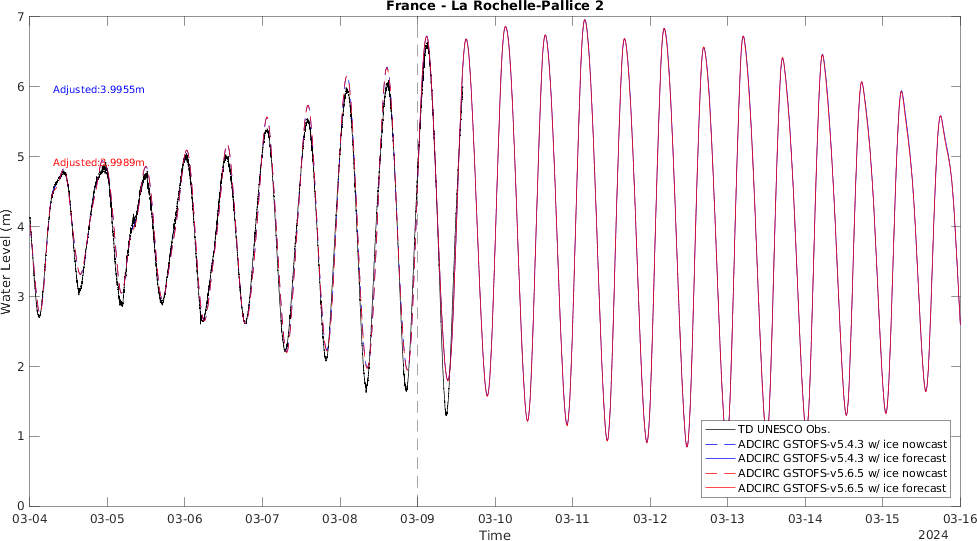 France - La Rochelle-Pallice 2
7
6
5
4
3
2
1
0
Water Level (m)
Adjusted:3.9955m
Adjusted:3.9989m
TD UNESCO Obs.
ADCIRC GSTOFS-v5.4.3 w/ ice nowcast
ADCIRC GSTOFS-v5.4.3 w/ ice forecast
ADCIRC GSTOFS-v5.6.5 w/ ice nowcast
ADCIRC GSTOFS-v5.6.5 w/ ice forecast
03-04 03-05 03-06 03-07 03-08 03-09 03-10 03-11 03-12 03-13 03-14 03-15 03-16
Time
2024